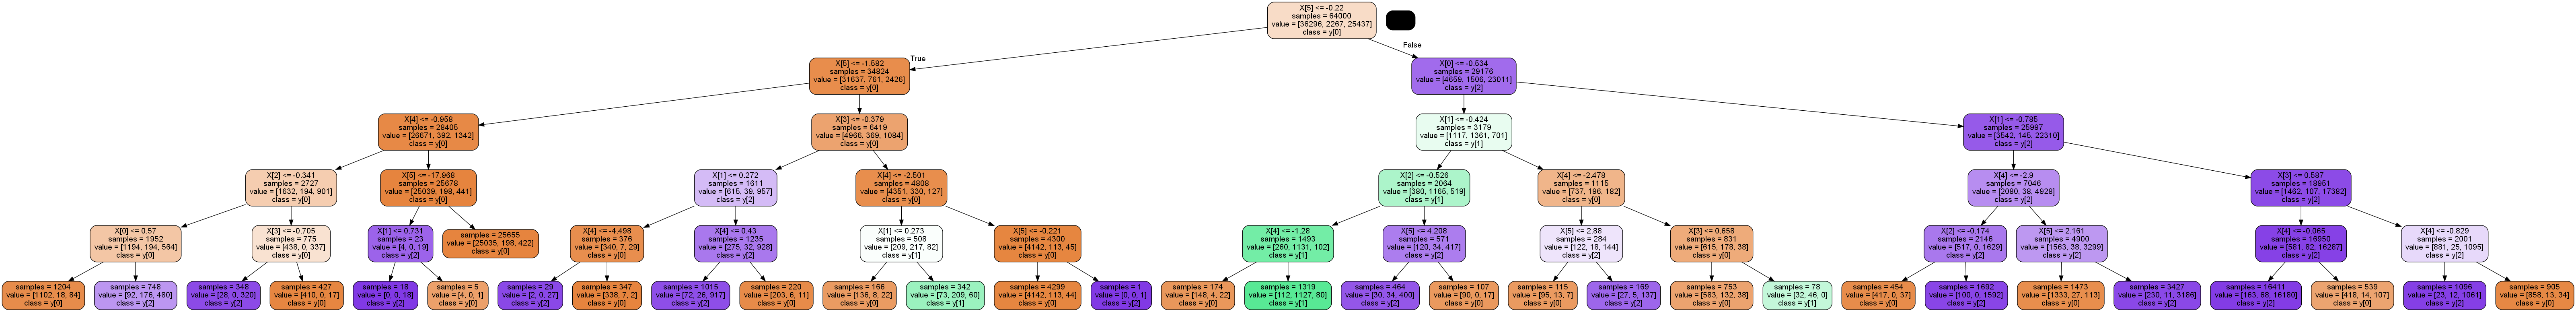 X[5] <= -0.22
samples = 64000
value = [36296, 2267, 25437]
class = y[0]
True
False
X[5] <= -1.582
samples = 34824
value = [31637, 761, 2426]
class = y[0]
X[0] <= -0.534
samples = 29176
value = [4659, 1506, 23011]
class = y[2]
X[4] <= -0.958
samples = 28405
value = [26671, 392, 1342]
class = y[0]
X[3] <= -0.379
samples = 6419
value = [4966, 369, 1084]
class = y[0]
X[1] <= -0.424
samples = 3179
value = [1117, 1361, 701]
class = y[1]
X[1] <= -0.785
samples = 25997
value = [3542, 145, 22310]
class = y[2]
X[2] <= -0.341
samples = 2727
value = [1632, 194, 901]
class = y[0]
X[5] <= -17.968
samples = 25678
value = [25039, 198, 441]
class = y[0]
X[1] <= 0.272
samples = 1611
value = [615, 39, 957]
class = y[2]
X[4] <= -2.501
samples = 4808
value = [4351, 330, 127]
class = y[0]
X[2] <= -0.526
samples = 2064
value = [380, 1165, 519]
class = y[1]
X[4] <= -2.478
samples = 1115
value = [737, 196, 182]
class = y[0]
X[4] <= -2.9
samples = 7046
value = [2080, 38, 4928]
class = y[2]
X[3] <= 0.587
samples = 18951
value = [1462, 107, 17382]
class = y[2]
X[0] <= 0.57
samples = 1952
value = [1194, 194, 564]
class = y[0]
X[3] <= -0.705
samples = 775
value = [438, 0, 337]
class = y[0]
X[1] <= 0.731
samples = 23
value = [4, 0, 19]
class = y[2]
samples = 25655
value = [25035, 198, 422]
class = y[0]
X[4] <= -4.498
samples = 376
value = [340, 7, 29]
class = y[0]
X[4] <= 0.43
samples = 1235
value = [275, 32, 928]
class = y[2]
X[1] <= 0.273
samples = 508
value = [209, 217, 82]
class = y[1]
X[5] <= -0.221
samples = 4300
value = [4142, 113, 45]
class = y[0]
X[4] <= -1.28
samples = 1493
value = [260, 1131, 102]
class = y[1]
X[5] <= 4.208
samples = 571
value = [120, 34, 417]
class = y[2]
X[5] <= 2.88
samples = 284
value = [122, 18, 144]
class = y[2]
X[3] <= 0.658
samples = 831
value = [615, 178, 38]
class = y[0]
X[2] <= -0.174
samples = 2146
value = [517, 0, 1629]
class = y[2]
X[5] <= 2.161
samples = 4900
value = [1563, 38, 3299]
class = y[2]
X[4] <= -0.065
samples = 16950
value = [581, 82, 16287]
class = y[2]
X[4] <= -0.829
samples = 2001
value = [881, 25, 1095]
class = y[2]
samples = 1204
value = [1102, 18, 84]
class = y[0]
samples = 748
value = [92, 176, 480]
class = y[2]
samples = 348
value = [28, 0, 320]
class = y[2]
samples = 427
value = [410, 0, 17]
class = y[0]
samples = 18
value = [0, 0, 18]
class = y[2]
samples = 5
value = [4, 0, 1]
class = y[0]
samples = 29
value = [2, 0, 27]
class = y[2]
samples = 347
value = [338, 7, 2]
class = y[0]
samples = 1015
value = [72, 26, 917]
class = y[2]
samples = 220
value = [203, 6, 11]
class = y[0]
samples = 166
value = [136, 8, 22]
class = y[0]
samples = 342
value = [73, 209, 60]
class = y[1]
samples = 4299
value = [4142, 113, 44]
class = y[0]
samples = 1
value = [0, 0, 1]
class = y[2]
samples = 174
value = [148, 4, 22]
class = y[0]
samples = 1319
value = [112, 1127, 80]
class = y[1]
samples = 464
value = [30, 34, 400]
class = y[2]
samples = 107
value = [90, 0, 17]
class = y[0]
samples = 115
value = [95, 13, 7]
class = y[0]
samples = 169
value = [27, 5, 137]
class = y[2]
samples = 753
value = [583, 132, 38]
class = y[0]
samples = 78
value = [32, 46, 0]
class = y[1]
samples = 454
value = [417, 0, 37]
class = y[0]
samples = 1692
value = [100, 0, 1592]
class = y[2]
samples = 1473
value = [1333, 27, 113]
class = y[0]
samples = 3427
value = [230, 11, 3186]
class = y[2]
samples = 16411
value = [163, 68, 16180]
class = y[2]
samples = 539
value = [418, 14, 107]
class = y[0]
samples = 1096
value = [23, 12, 1061]
class = y[2]
samples = 905
value = [858, 13, 34]
class = y[0]